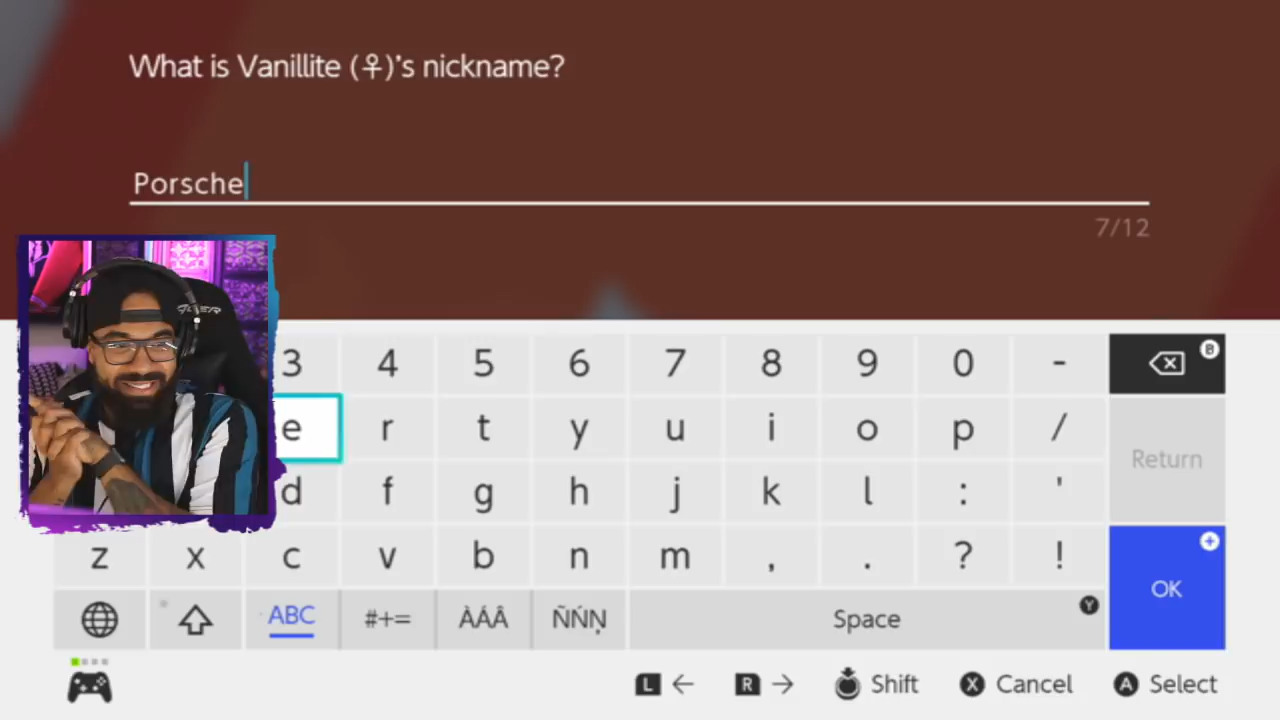 What is Vanillite (♀)'s nickname?
Porsche
7/12
3 4 5 6 7 8 9 0 - B
e r t y u i o p /
Return
d f g h j k l : '
z x c v b n m , . ? ! +
OK
ABC #+= ÀÁÂ ÑŃŅ Space Y
L ← R → Shift X Cancel A Select